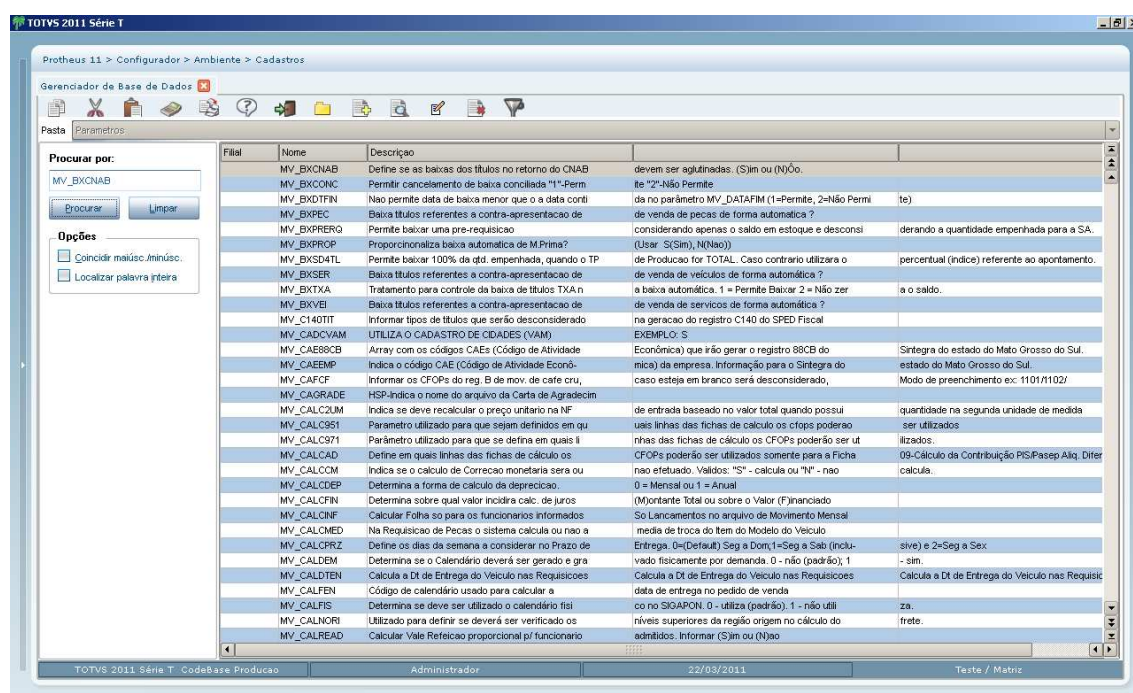 TOTVS 2011 Série T
Protheus 11 > Configurador > Ambiente > Cadastros
Gerenciador de Base de Dados
Pasta Parametros
Procurar por:
MV_BXCNAB
Procurar Limpar
Opções
Coincidir maiúsc./minúsc.
Localizar palavra inteira
Filial Nome Descriçao
MV_BXCNAB Define se as baixas dos títulos no retorno do CNAB devem ser aglutinadas. (S)im ou (N)Ôo.
MV_BXCONC Permitir cancelamento de baixa conciliada "1"-Perm ite "2"-Não Permite
MV_BXDTFIN Nao permite data de baixa menor que o a data conti da no parâmetro MV_DATAFIM (1=Permite, 2=Não Permi te)
MV_BXPEC Baixa titulos referentes a contra-apresentacao de de venda de pecas de forma automatica ?
MV_BXPRERQ Permite baixar uma pre-requisicao considerando apenas o saldo em estoque e desconsi derando a quantidade empenhada para a SA.
MV_BXPROP Proporcinonaliza baixa automatica de M.Prima? (Usar S(Sim), N(Nao))
MV_BXSD4TL Permite baixar 100% da qtd. empenhada, quando o TP de Producao for TOTAL. Caso contrario utilizara o percentual (indice) referente ao apontamento.
MV_BXSER Baixa titulos referentes a contra-apresentacao de de venda de veículos de forma automática ?
MV_BXTXA Tratamento para controle da baixa de titulos TXA n a baixa automática. 1 = Permite Baixar 2 = Não zer a o saldo.
MV_BXVEI Baixa titulos referentes a contra-apresentacao de de venda de servicos de forma automática ?
MV_C140TIT Informar tipos de titulos que serão desconsiderado na geracao do registro C140 do SPED Fiscal
MV_CADCVAM UTILIZA O CADASTRO DE CIDADES (VAM) EXEMPLO: S
MV_CAE88CB Array com os códigos CAEs (Código de Atividade Econômica) que irão gerar o registro 88CB do Sintegra do estado do Mato Grosso do Sul.
MV_CAEEMP Indica o código CAE (Código de Atividade Econô- mica) da empresa. Informação para o Sintegra do estado do Mato Grosso do Sul.
MV_CAFCF Informar os CFOPs do reg. B de mov. de cafe cru, caso esteja em branco será desconsiderado, Modo de preenchimento ex: 1101/1102/
MV_CAGRADE HSP-Indica o nome do arquivo da Carta de Agradecim
MV_CALC2UM Indica se deve recalcular o preço unitario na NF de entrada baseado no valor total quando possui quantidade na segunda unidade de medida
MV_CALC951 Parametro utilizado para que sejam definidos em qu uais linhas das fichas de calculo os cfops poderao ser utilizados
MV_CALC971 Parâmetro utilizado para que se defina em quais li nhas das fichas de cálculo os CFOPs poderão ser ut ilizados.
MV_CALCAD Define em quais linhas das fichas de cálculo os CFOPs poderão ser utilizados somente para a Ficha 09-Cálculo da Contribuição PIS/Pasep Aliq. Difer
MV_CALCCM Indica se o calculo de Correcao monetaria sera ou nao efetuado. Validos: "S" - calcula ou "N" - nao calcula.
MV_CALCDEP Determina a forma de calculo da deprecicao. 0 = Mensal ou 1 = Anual
MV_CALCFIN Determina sobre qual valor incidira calc. de juros (M)ontante Total ou sobre o Valor (F)inanciado
MV_CALCINF Calcular Folha so para os funcionarios informados So Lancamentos no arquivo de Movimento Mensal
MV_CALCMED Na Requisicao de Pecas o sistema calcula ou nao a media de troca do Item do Modelo do Veiculo
MV_CALCPRZ Define os dias da semana a considerar no Prazo de Entrega. 0=(Default) Seg a Dom;1=Seg a Sab (inclu- sive) e 2=Seg a Sex
MV_CALDEM Determina se o Calendário deverá ser gerado e gra vado fisicamente por demanda. 0 - não (padrão); 1 - sim.
MV_CALDTEN Calcula a Dt de Entrega do Veiculo nas Requisicoes Calcula a Dt de Entrega do Veiculo nas Requisicoes Calcula a Dt de Entrega do Veiculo nas Requisic
MV_CALFEN Código de calendário usado para calcular a data de entrega no pedido de venda
MV_CALFIS Determina se deve ser utilizado o calendário fisi co no SIGAPON. 0 - utiliza (padrão). 1 - não utili za.
MV_CALNORI Utilizado para definir se deverá ser verificado os níveis superiores da região origem no cálculo do frete.
MV_CALREAD Calcular Vale Refeicao proporcional p/ funcionario admitidos. Informar (S)im ou (N)ao
TOTVS 2011 Série T CodeBase Producao Administrador 22/03/2011 Teste / Matriz